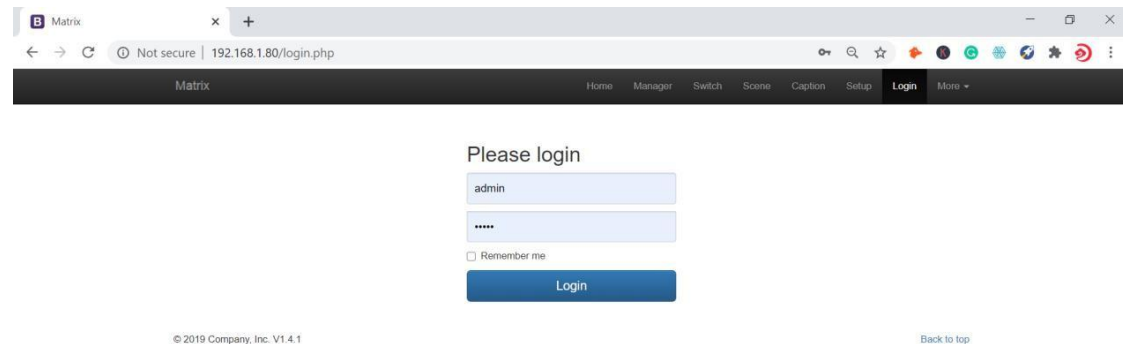 B Matrix
Not secure | 192.168.1.80/login.php
Matrix Home Manager Switch Scene Caption Setup Login More
Please login
admin
•••••
Remember me
Login
© 2019 Company, Inc. V1.4.1 Back to top